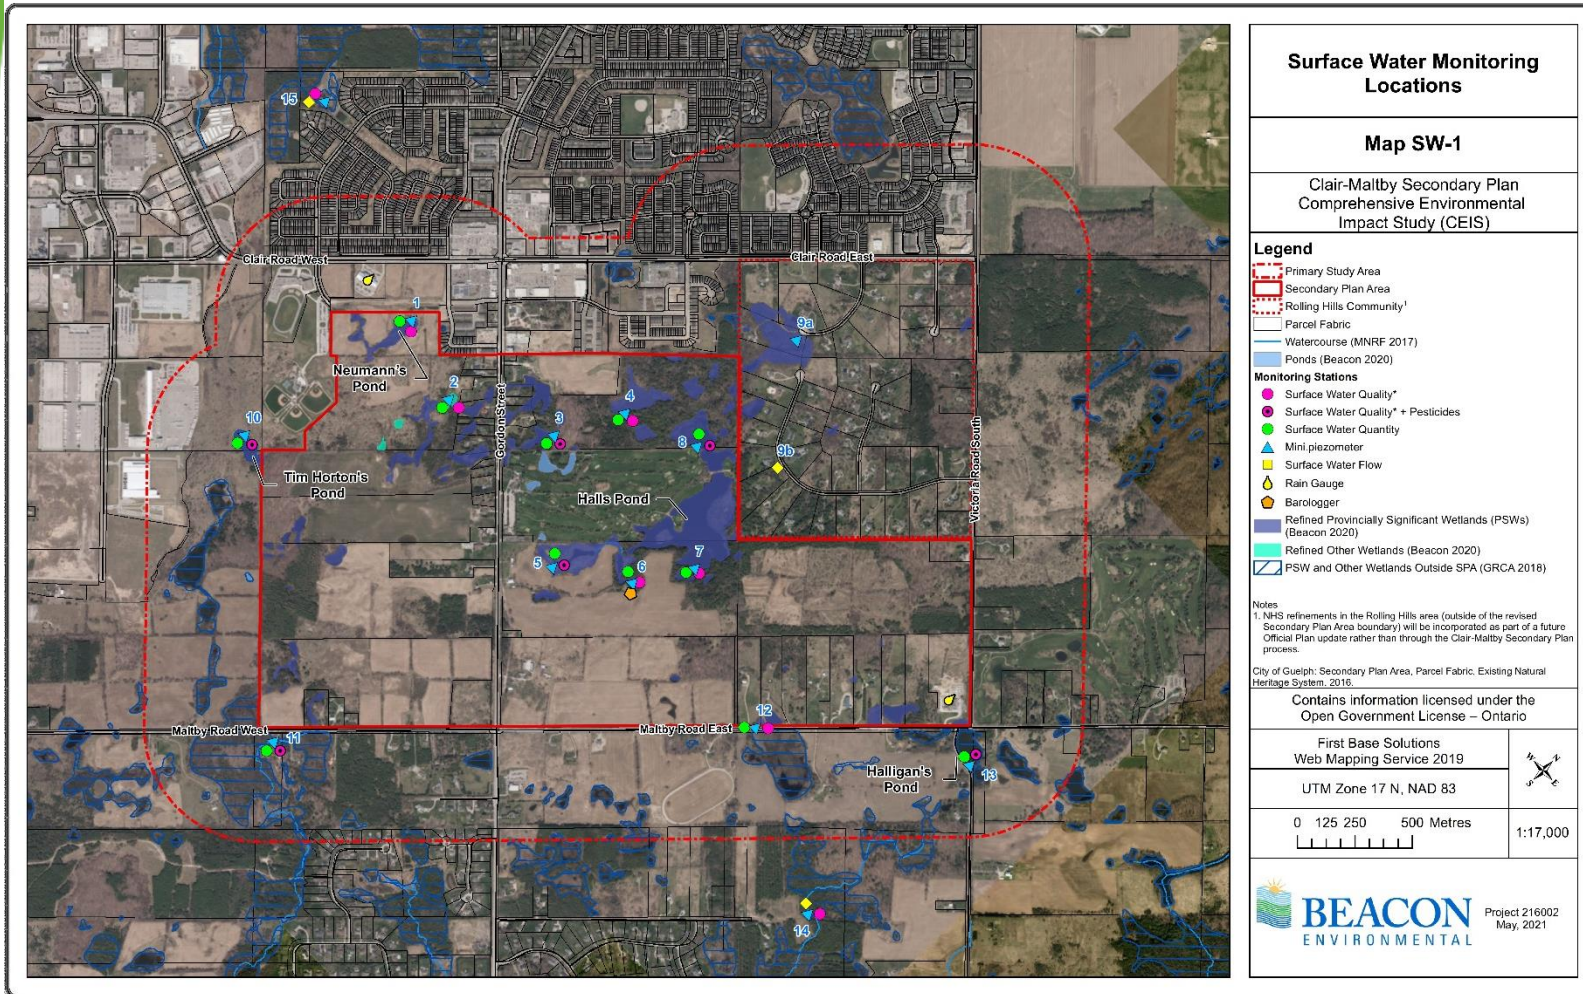 15
Clair Road West
Clair Road East
1
9a
Neumann's
Pond
2
4
10
3
8
Gordon Street
9b
Tim Horton's
Pond
Halls Pond
Victoria Road South
5
6
7
Maltby Road West
Maltby Road East
12
11
Halligan's
Pond
13
14
Surface Water Monitoring
Locations
Map SW-1
Clair-Maltby Secondary Plan
Comprehensive Environmental
Impact Study (CEIS)
Legend
Primary Study Area
Secondary Plan Area
Rolling Hills Community1
Parcel Fabric
Watercourse (MNRF 2017)
Ponds (Beacon 2020)
Monitoring Stations
Surface Water Quality*
Surface Water Quality* + Pesticides
Surface Water Quantity
Mini piezometer
Surface Water Flow
Rain Gauge
Barologger
Refined Provincially Significant Wetlands (PSWs)
(Beacon 2020)
Refined Other Wetlands (Beacon 2020)
PSW and Other Wetlands Outside SPA (GRCA 2018)
Notes
1. NHS refinements in the Rolling Hills area (outside of the revised
Secondary Plan Area boundary) will be incorporated as part of a future
Official Plan update rather than through the Clair-Maltby Secondary Plan
process.
City of Guelph: Secondary Plan Area, Parcel Fabric. Existing Natural
Heritage System. 2016.
Contains information licensed under the
Open Government License – Ontario
First Base Solutions
Web Mapping Service 2019
UTM Zone 17 N, NAD 83
N
W
E
S
0 125 250 500 Metres
1:17,000
BEACON
ENVIRONMENTAL
Project 216002
May, 2021